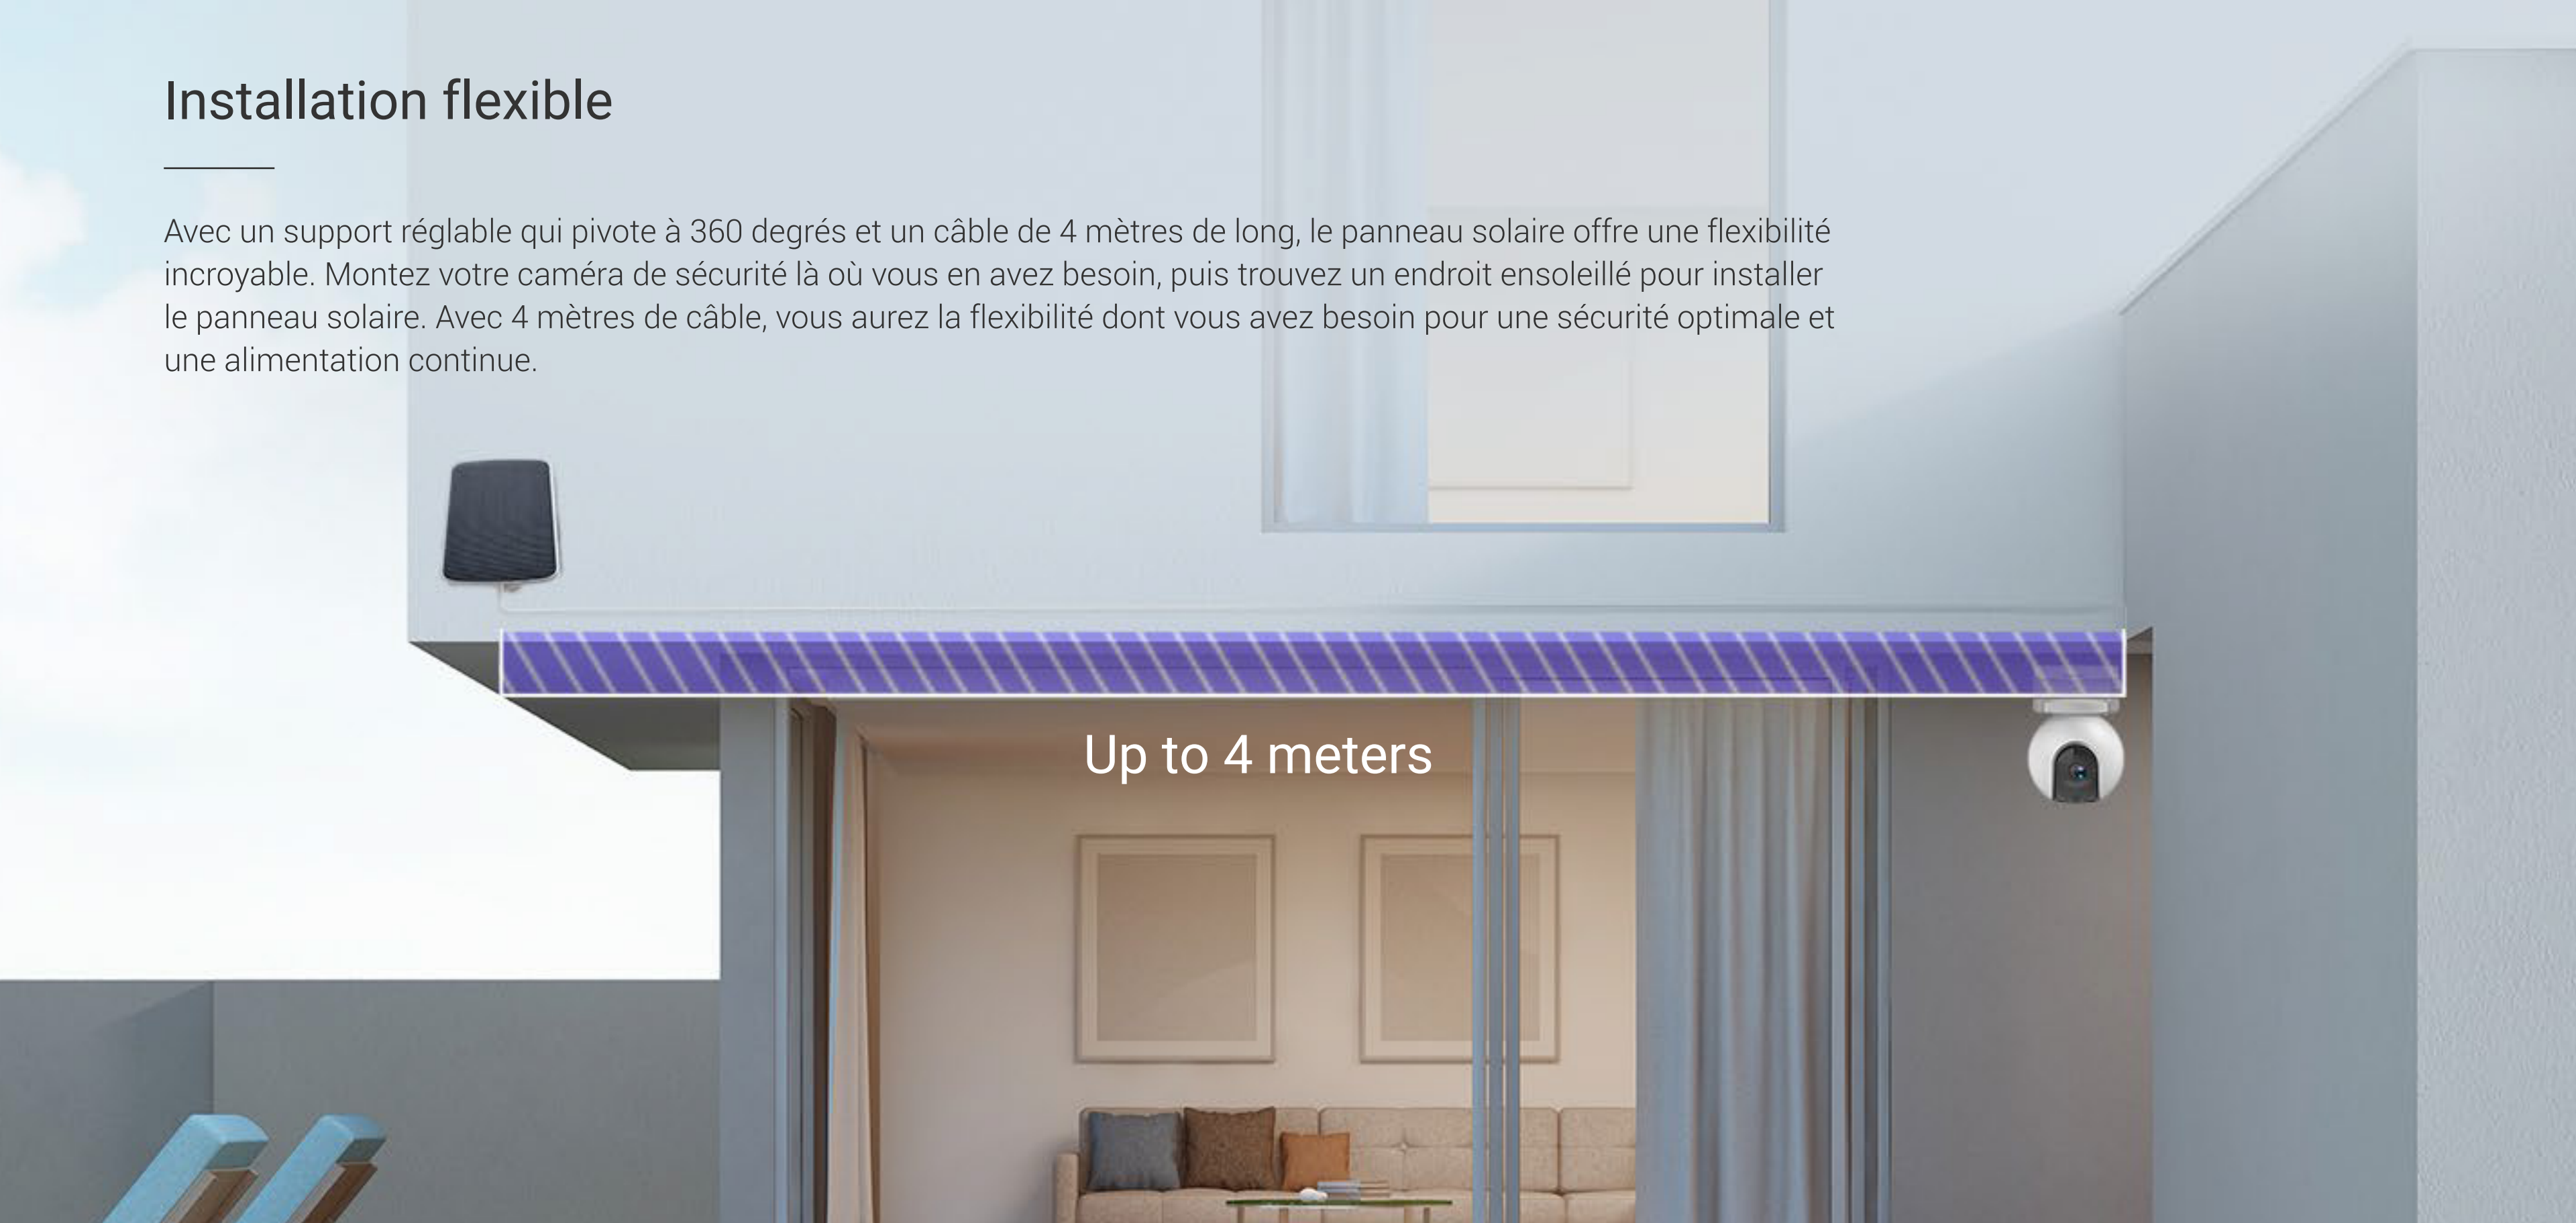 Installation flexible
Avec un support réglable qui pivote à 360 degrés et un câble de 4 mètres de long, le panneau solaire offre une flexibilité
incroyable. Montez votre caméra de sécurité là où vous en avez besoin, puis trouvez un endroit ensoleillé pour installer
le panneau solaire. Avec 4 mètres de câble, vous aurez la flexibilité dont vous avez besoin pour une sécurité optimale et
une alimentation continue.
Up to 4 meters